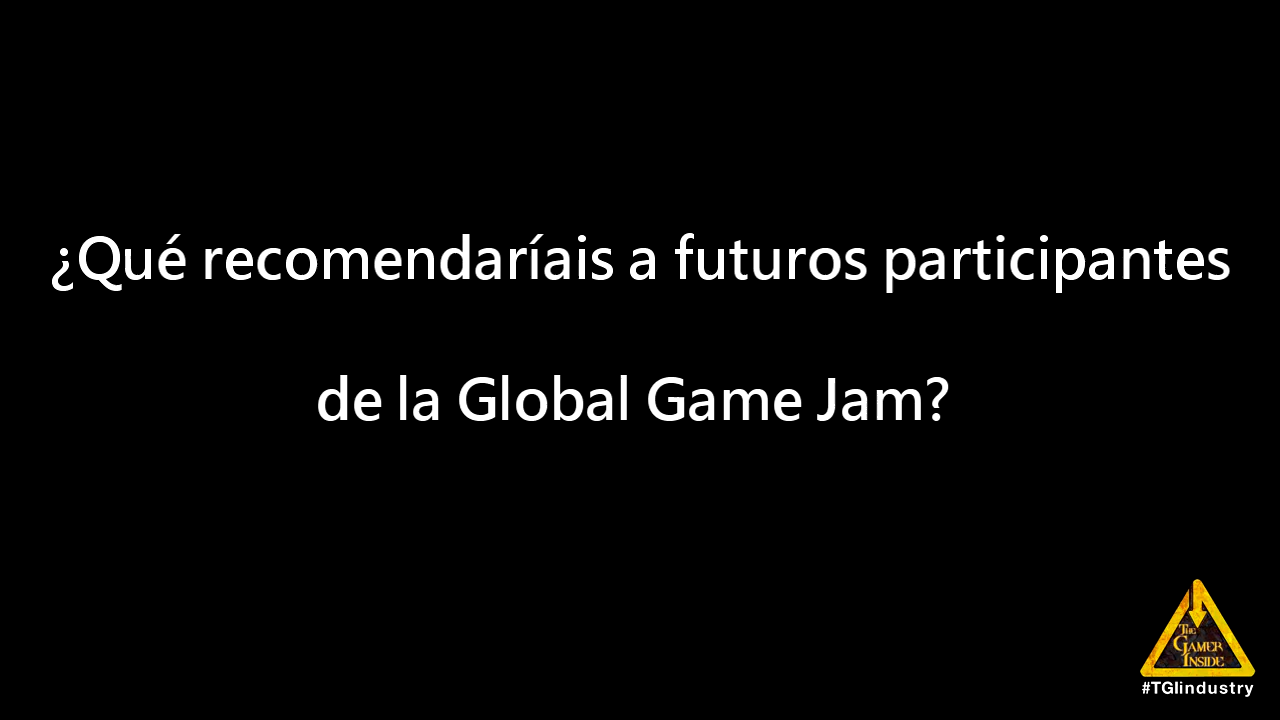 ¿Qué recomendaríais a futuros participantes
de la Global Game Jam?
THE
GAMER
INSIDE
#TGIindustry